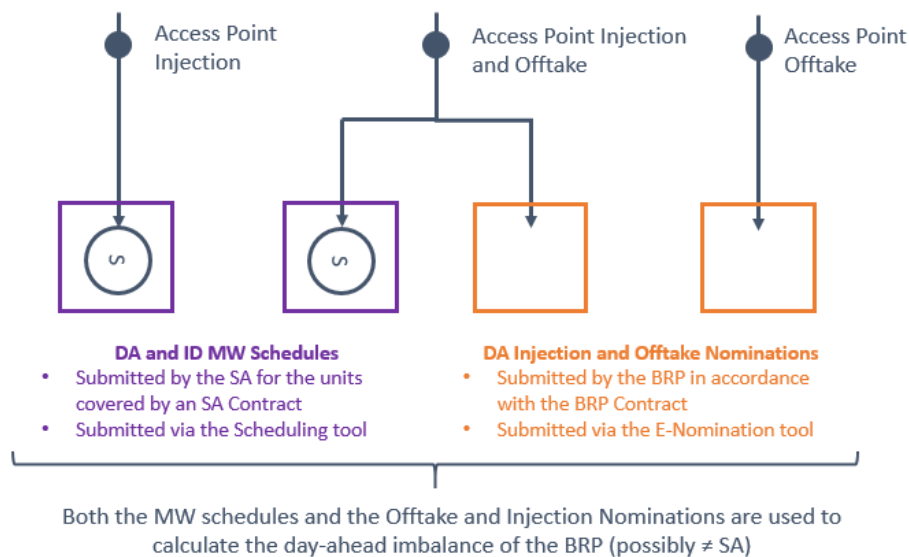 Access Point
Injection
Access Point Injection
and Offtake
Access Point
Offtake
S
S
DA and ID MW Schedules
• Submitted by the SA for the units
covered by an SA Contract
• Submitted via the Scheduling tool
DA Injection and Offtake Nominations
• Submitted by the BRP in accordance
with the BRP Contract
• Submitted via the E-Nomination tool
Both the MW schedules and the Offtake and Injection Nominations are used to
calculate the day-ahead imbalance of the BRP (possibly ≠ SA)